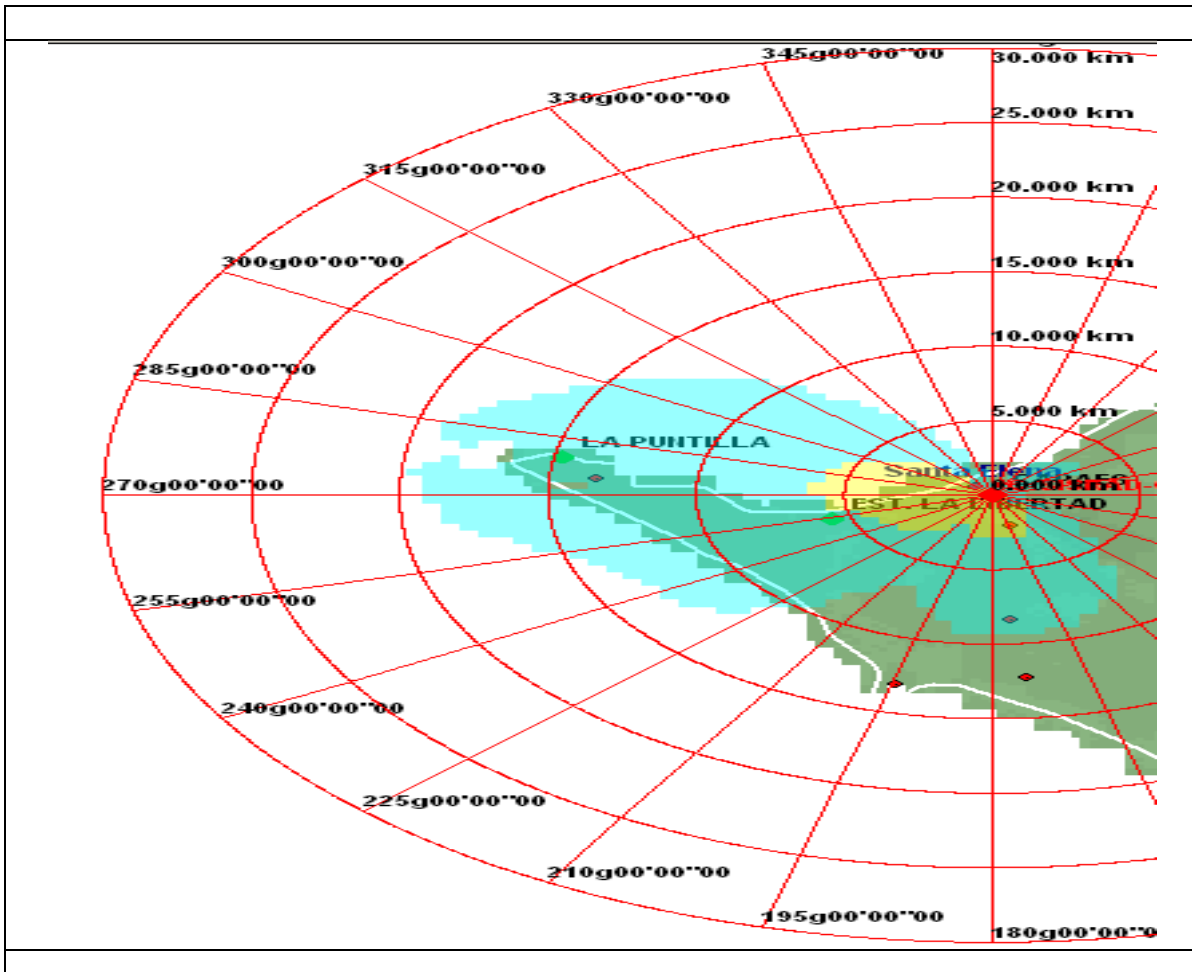 345g00'00"00
30.000 km
330g00'00"00
25.000 km
315g00'00"00
20.000 km
300g00'00"00
15.000 km
10.000 km
285g00'00"00
5.000 km
LA PUNTILLA
Santa Elena
270g00'00"00
0.000 km
EST. LA LIBERTAD
255g00'00"00
240g00'00"00
225g00'00"00
210g00'00"00
195g00'00"00
180g00'00"0